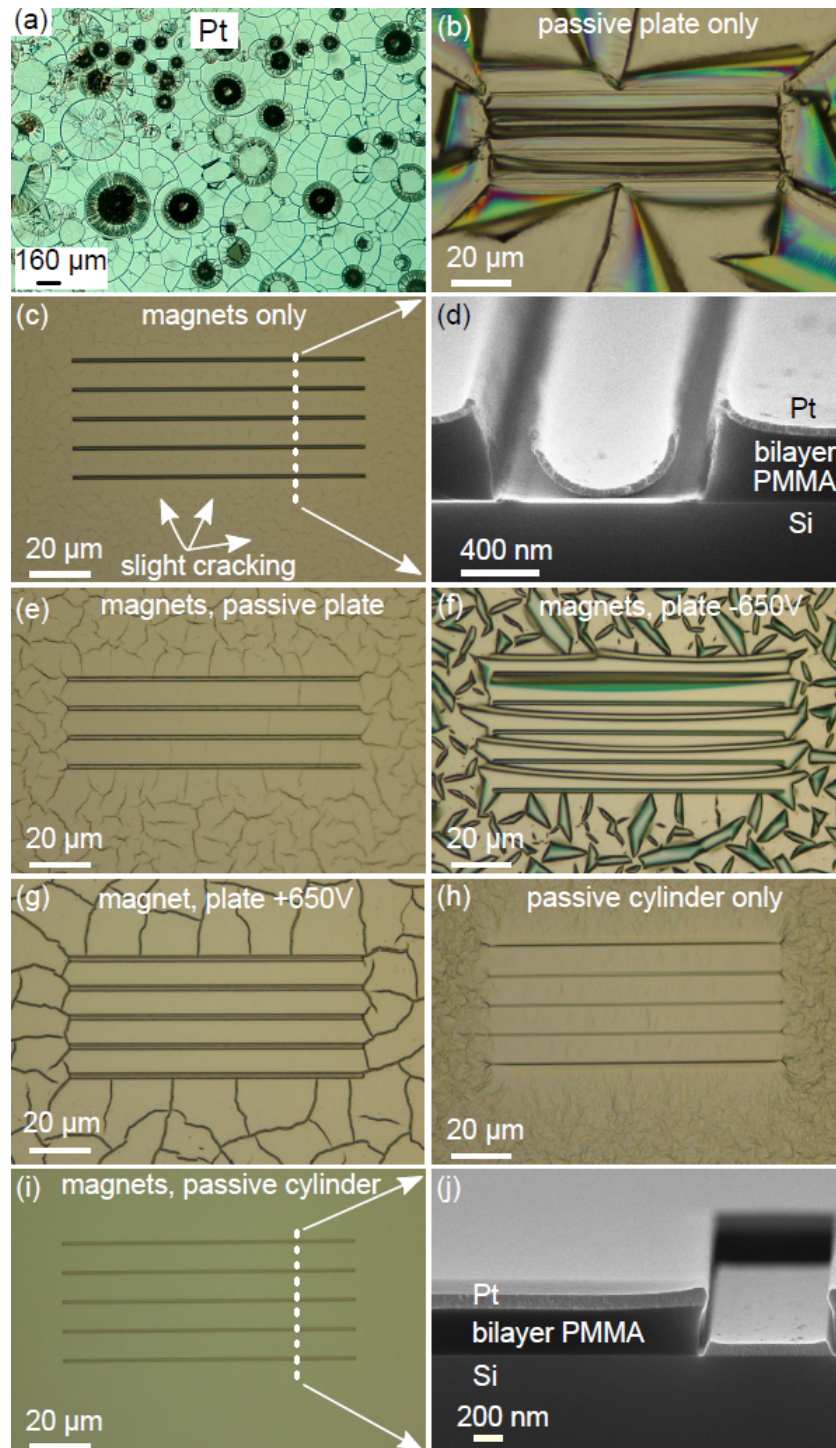 (a)
Pt
160 μm
(b)
passive plate only
20 μm
(c)
magnets only
slight cracking
20 μm
(d)
Pt
bilayer
PMMA
Si
400 nm
(e)
magnets, passive plate
20 μm
(f)
magnets, plate -650V
20 μm
(g)
magnet, plate +650V
20 μm
(h)
passive cylinder only
20 μm
(i)
magnets, passive cylinder
20 μm
(j)
Pt
bilayer PMMA
Si
200 nm